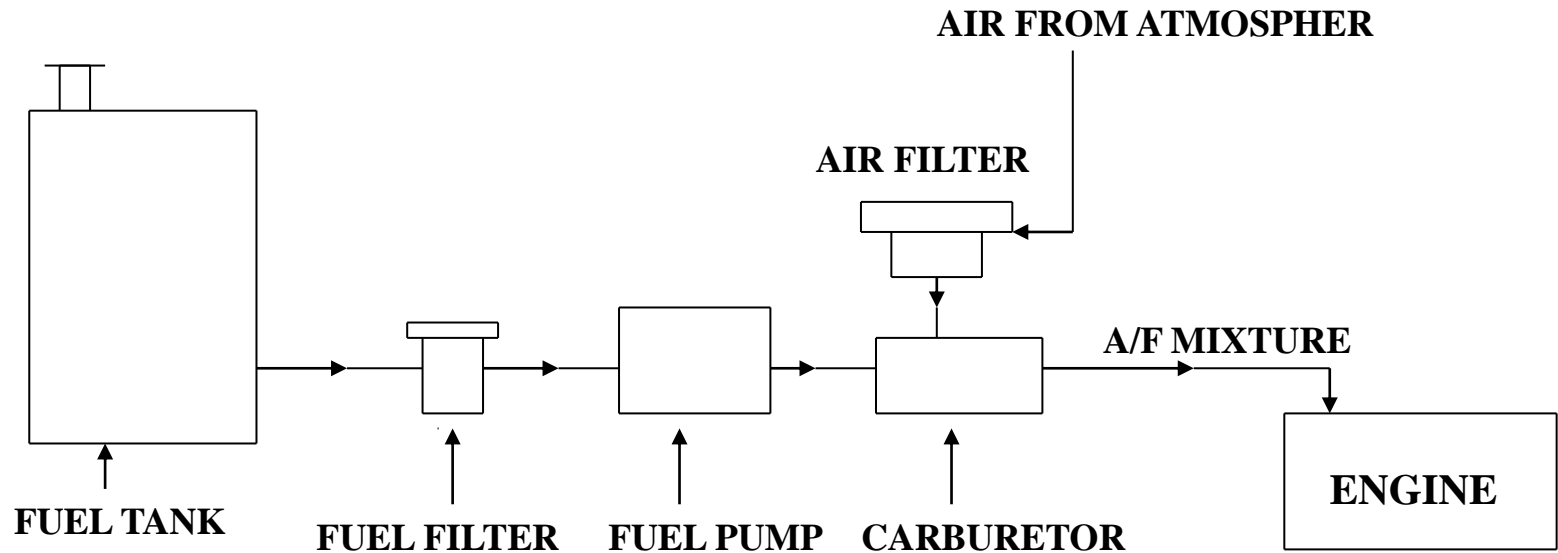 AIR FROM ATMOSPHER
AIR FILTER
A/F MIXTURE
ENGINE
FUEL TANK
FUEL FILTER
FUEL PUMP
CARBURETOR